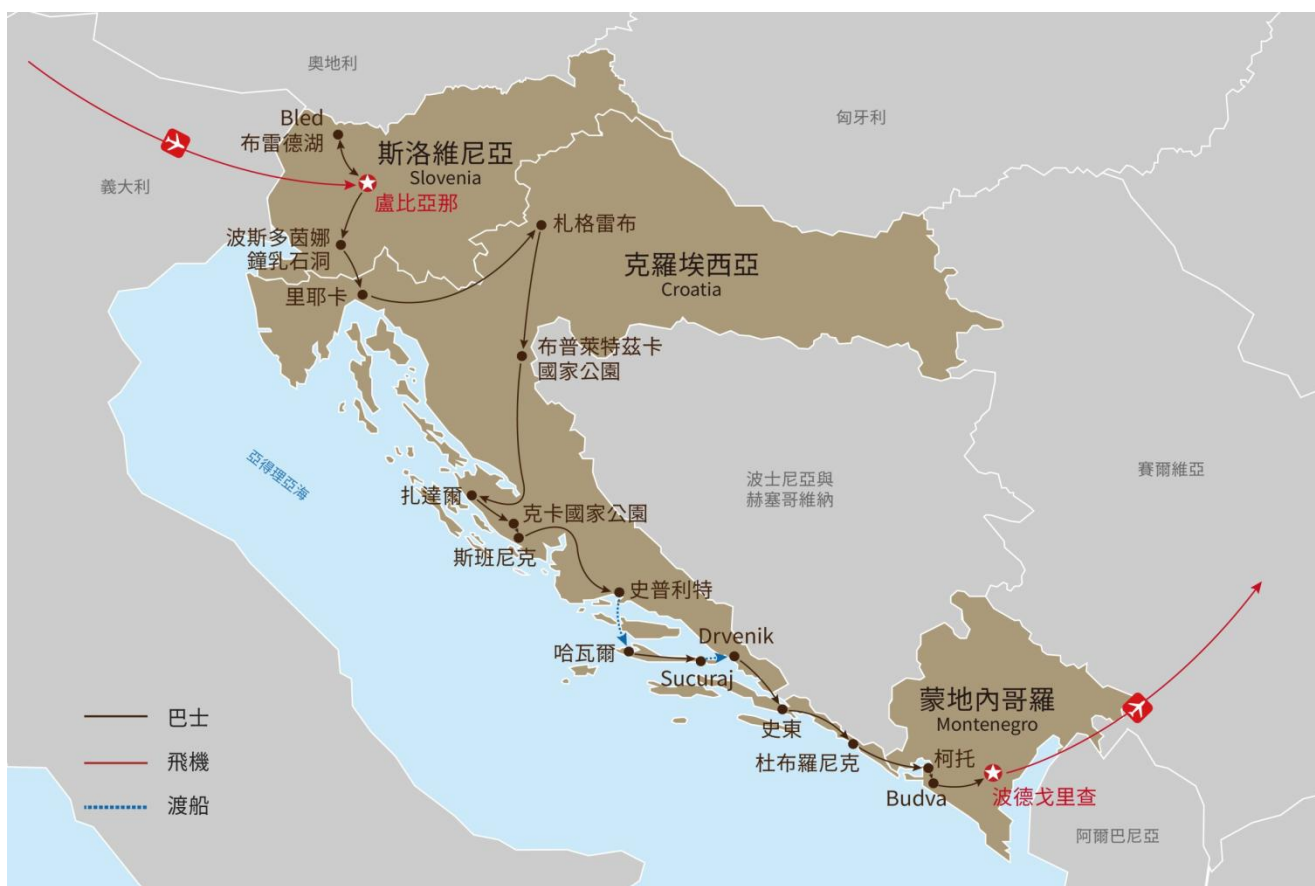 奧地利
匈牙利
Bled
布雷德湖
斯洛維尼亞
Slovenia
義大利
盧比亞那
札格雷布
波斯多茵娜
鐘乳石洞
克羅埃西亞
Croatia
里耶卡
布普萊特茲卡
國家公園
亞得理亞海
波士尼亞與
赫塞哥維納
賽爾維亞
扎達爾
克卡國家公園
斯班尼克
史普利特
哈瓦爾
Drvenik
Sucuraj
史東
蒙地內哥羅
Montenegro
杜布羅尼克
柯托
Budva
波德戈里查
阿爾巴尼亞
巴士
飛機
渡船